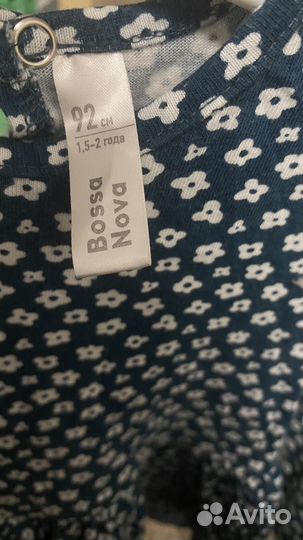 92 см
1,5-2 года
Bossa
Nova
Avito